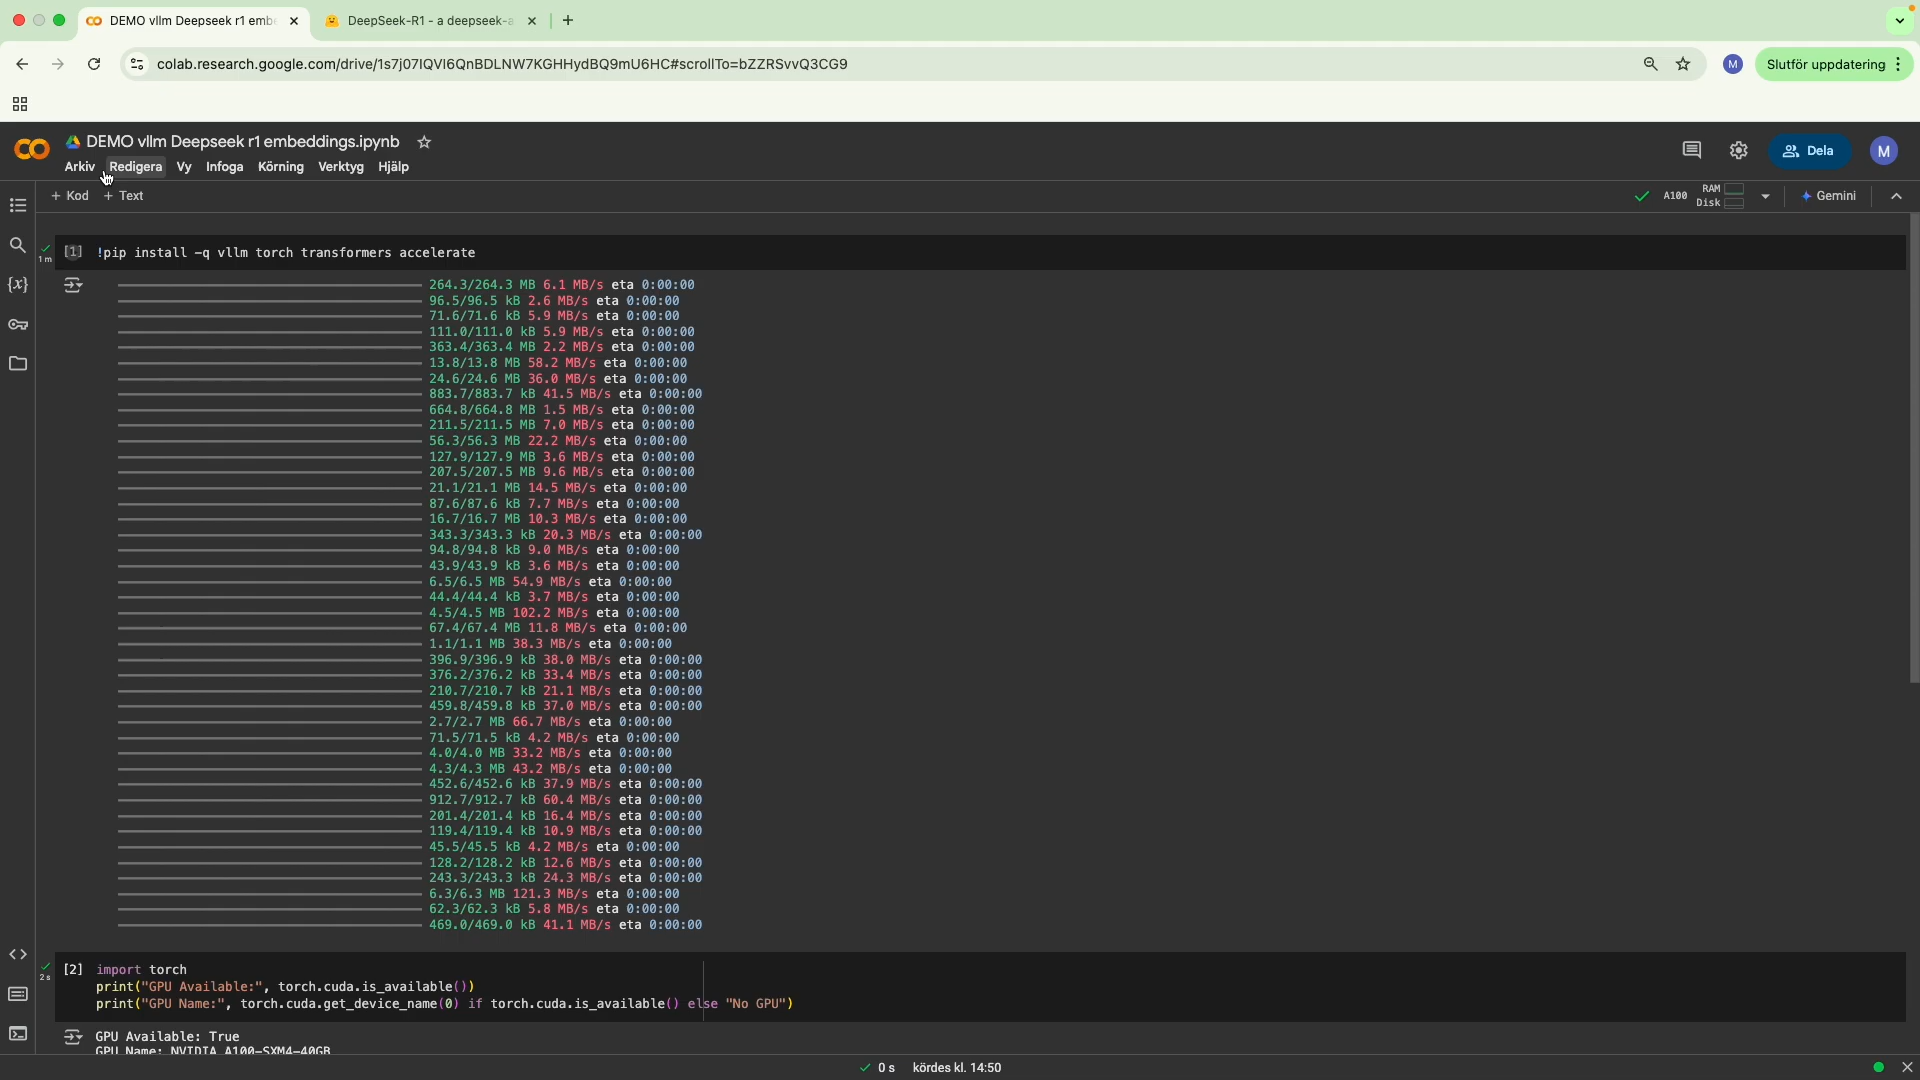 DEMO vllm Deepseek r1 emb
DeepSeek-R1 - a deepseek-a
colab.research.google.com/drive/1s7j07IQVI6QnBDLNW7KGHHydBQ9mU6HC#scrollTo=bZZRSvvQ3CG9
M
Slutför uppdatering
DEMO vllm Deepseek r1 embeddings.ipynb
Dela
M
Arkiv Redigera Vy Infoga Körning Verktyg Hjälp
+ Kod + Text
A100 RAM
Disk
Gemini
[1] !pip install -q vllm torch transformers accelerate
1 m
264.3/264.3 MB 6.1 MB/s eta 0:00:00
96.5/96.5 kB 2.6 MB/s eta 0:00:00
71.6/71.6 kB 5.9 MB/s eta 0:00:00
111.0/111.0 kB 5.9 MB/s eta 0:00:00
363.4/363.4 MB 2.2 MB/s eta 0:00:00
13.8/13.8 MB 58.2 MB/s eta 0:00:00
24.6/24.6 MB 36.0 MB/s eta 0:00:00
883.7/883.7 kB 41.5 MB/s eta 0:00:00
664.8/664.8 MB 1.5 MB/s eta 0:00:00
211.5/211.5 MB 7.0 MB/s eta 0:00:00
56.3/56.3 MB 22.2 MB/s eta 0:00:00
127.9/127.9 MB 3.6 MB/s eta 0:00:00
207.5/207.5 MB 9.6 MB/s eta 0:00:00
21.1/21.1 MB 14.5 MB/s eta 0:00:00
87.6/87.6 kB 7.7 MB/s eta 0:00:00
16.7/16.7 MB 10.3 MB/s eta 0:00:00
343.3/343.3 kB 20.3 MB/s eta 0:00:00
94.8/94.8 kB 9.0 MB/s eta 0:00:00
43.9/43.9 kB 3.6 MB/s eta 0:00:00
6.5/6.5 MB 54.9 MB/s eta 0:00:00
44.4/44.4 kB 3.7 MB/s eta 0:00:00
4.5/4.5 MB 102.2 MB/s eta 0:00:00
67.4/67.4 MB 11.8 MB/s eta 0:00:00
1.1/1.1 MB 38.3 MB/s eta 0:00:00
396.9/396.9 kB 38.0 MB/s eta 0:00:00
376.2/376.2 kB 33.4 MB/s eta 0:00:00
210.7/210.7 kB 21.1 MB/s eta 0:00:00
459.8/459.8 kB 37.0 MB/s eta 0:00:00
2.7/2.7 MB 66.7 MB/s eta 0:00:00
71.5/71.5 kB 4.2 MB/s eta 0:00:00
4.0/4.0 MB 33.2 MB/s eta 0:00:00
4.3/4.3 MB 43.2 MB/s eta 0:00:00
452.6/452.6 kB 37.9 MB/s eta 0:00:00
912.7/912.7 kB 60.4 MB/s eta 0:00:00
201.4/201.4 kB 16.4 MB/s eta 0:00:00
119.4/119.4 kB 10.9 MB/s eta 0:00:00
45.5/45.5 kB 4.2 MB/s eta 0:00:00
128.2/128.2 kB 12.6 MB/s eta 0:00:00
243.3/243.3 kB 24.3 MB/s eta 0:00:00
6.3/6.3 MB 121.3 MB/s eta 0:00:00
62.3/62.3 kB 5.8 MB/s eta 0:00:00
469.0/469.0 kB 41.1 MB/s eta 0:00:00
[2] import torch
2 s
print("GPU Available:", torch.cuda.is_available())
print("GPU Name:", torch.cuda.get_device_name(0) if torch.cuda.is_available() else "No GPU")
GPU Available: True
GPU Name: NVIDIA A100-SXM4-40GB
0 s kördes kl. 14:50